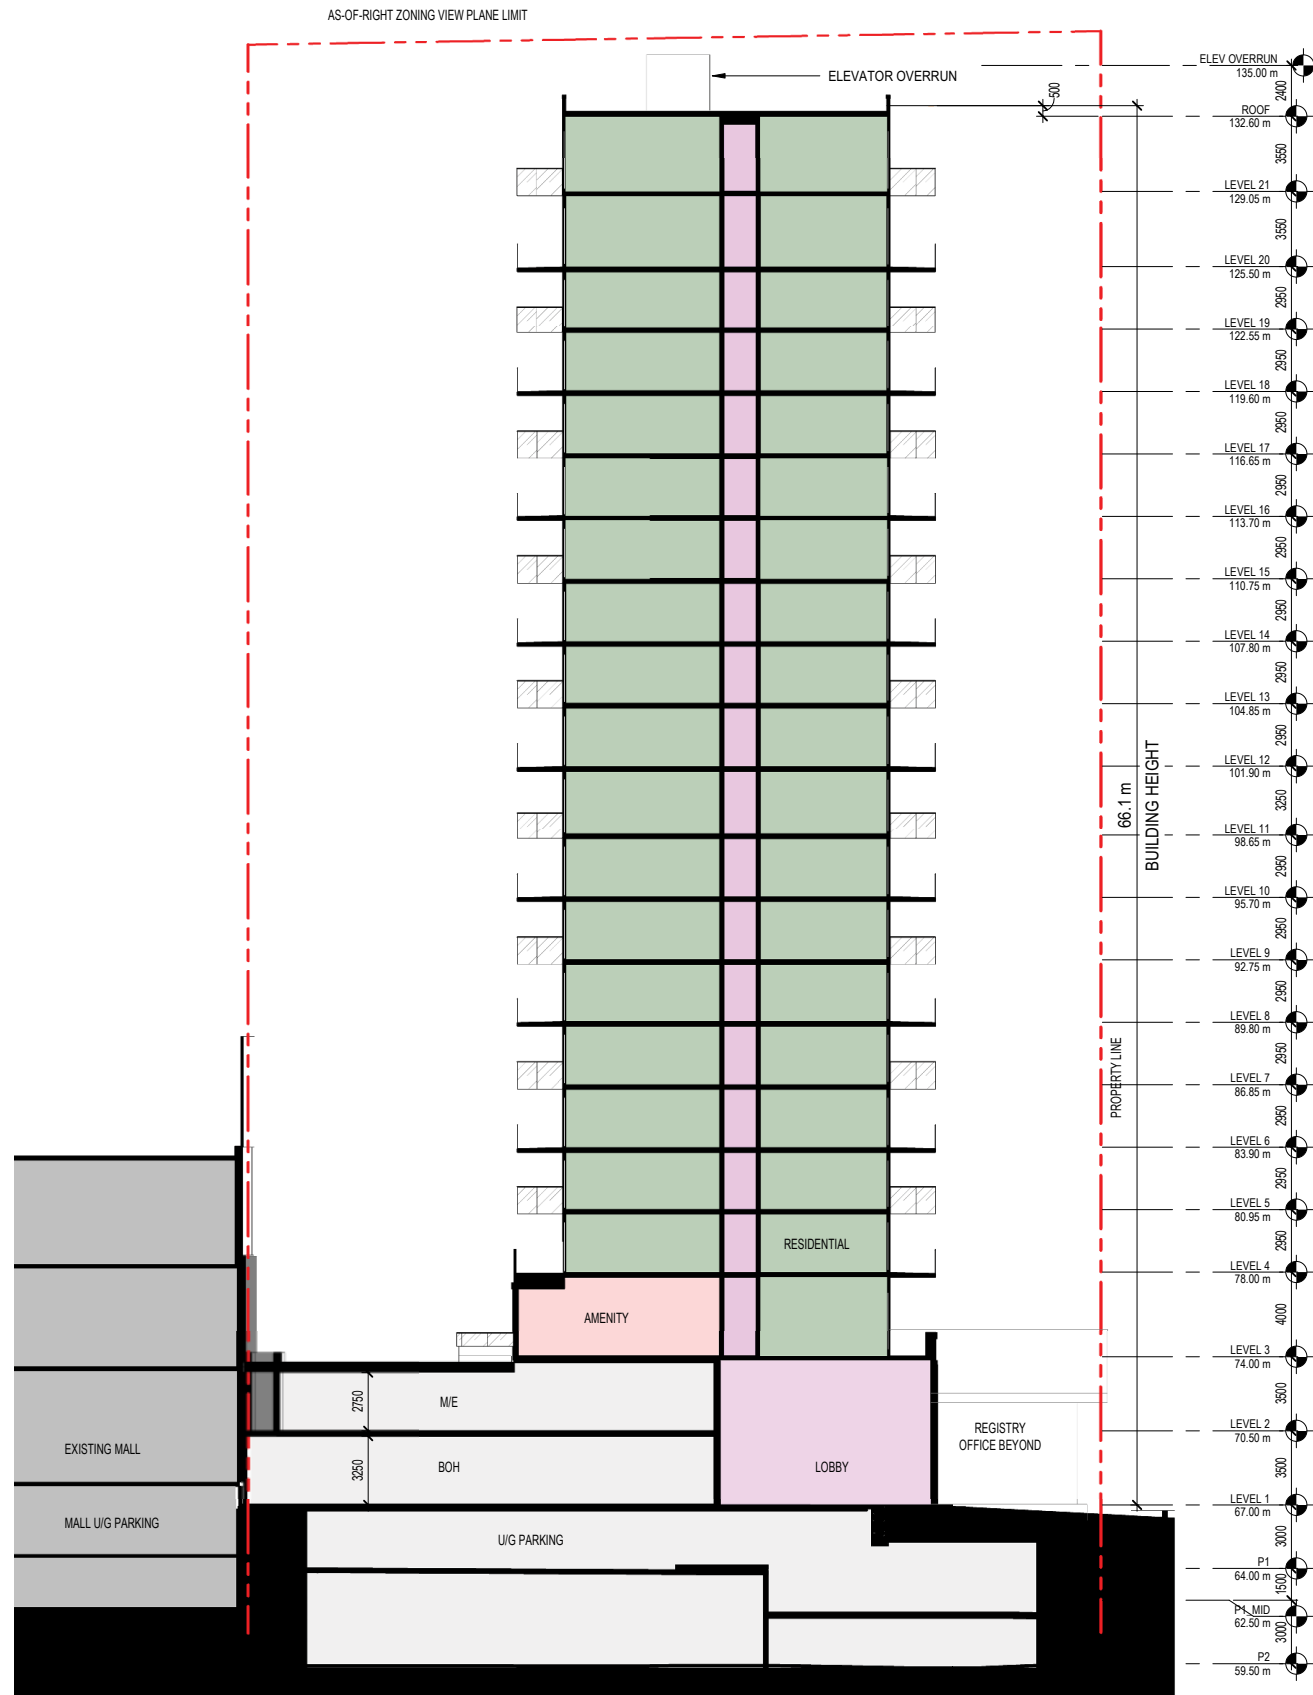 AS-OF-RIGHT ZONING VIEW PLANE LIMIT
ELEVATOR OVERRUN
ELEV OVERRUN
135.00 m
2400
500
ROOF
132.60 m
3550
LEVEL 21
129.05 m
3550
LEVEL 20
125.50 m
2950
LEVEL 19
122.55 m
2950
LEVEL 18
119.60 m
2950
LEVEL 17
116.65 m
2950
LEVEL 16
113.70 m
2950
LEVEL 15
110.75 m
2950
LEVEL 14
107.80 m
2950
LEVEL 13
104.85 m
2950
LEVEL 12
101.90 m
3250
66.1 m
BUILDING HEIGHT
LEVEL 11
98.65 m
2950
LEVEL 10
95.70 m
2950
LEVEL 9
92.75 m
2950
LEVEL 8
89.80 m
2950
PROPERTY LINE
LEVEL 7
86.85 m
2950
LEVEL 6
83.90 m
2950
LEVEL 5
80.95 m
2950
RESIDENTIAL
LEVEL 4
78.00 m
4000
AMENITY
LEVEL 3
74.00 m
3500
2750
M/E
LEVEL 2
70.50 m
REGISTRY
OFFICE BEYOND
EXISTING MALL
3250
BOH
LOBBY
3500
LEVEL 1
67.00 m
MALL U/G PARKING
U/G PARKING
3000
P1
64.00 m
1500
P1 MID
62.50 m
3000
P2
59.50 m